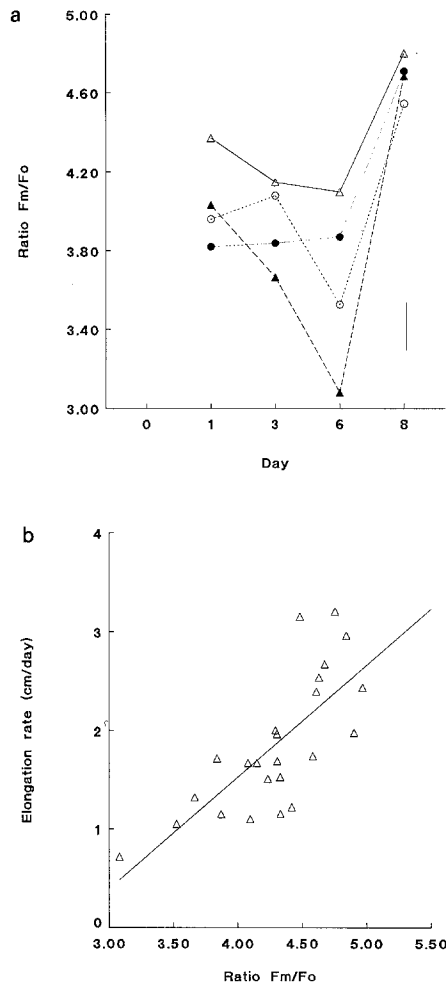 a
5.00
4.60
4.20
3.80
3.40
3.00
Ratio Fm/Fo
0 1 3 6 8
Day
b
4
3
2
1
0
Elongation rate (cm/day)
3.00 3.50 4.00 4.50 5.00 5.50
Ratio Fm/Fo